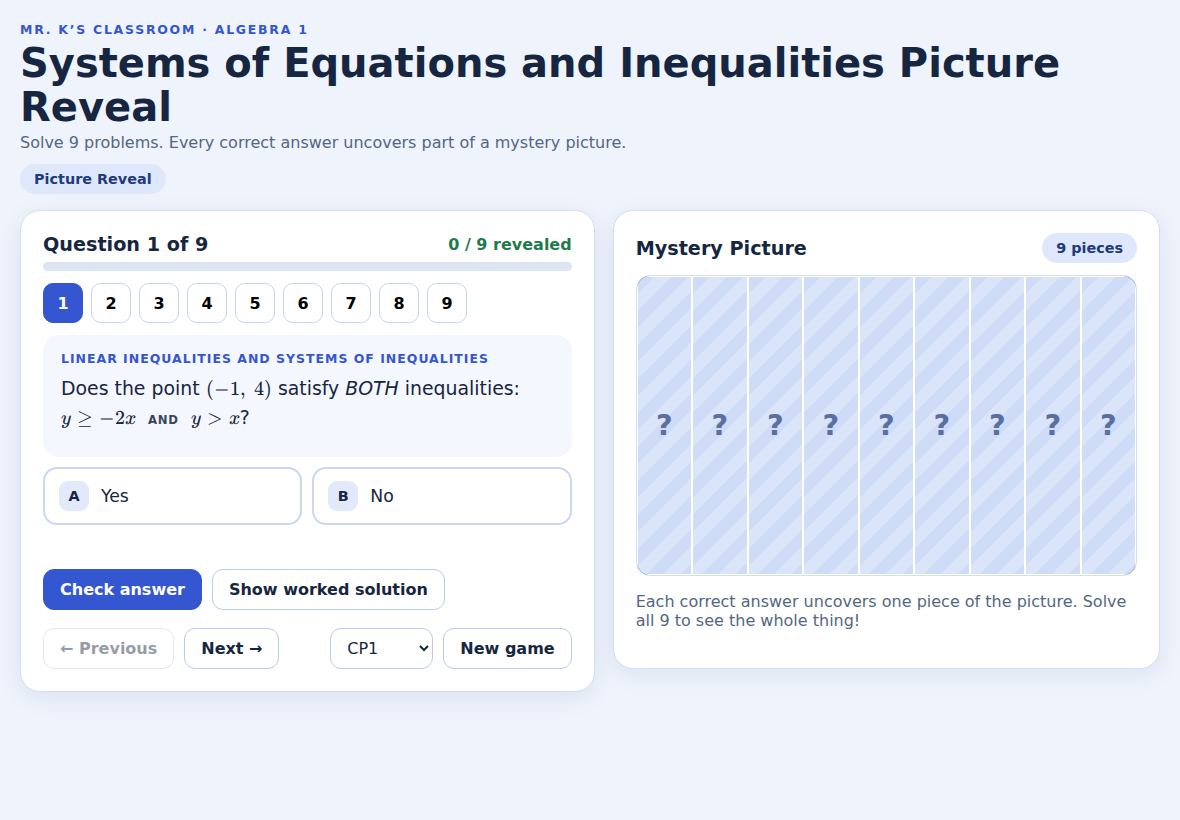 MR. K’S CLASSROOM · ALGEBRA 1
Systems of Equations and Inequalities Picture
Reveal
Solve 9 problems. Every correct answer uncovers part of a mystery picture.
Picture Reveal
Question 1 of 9
0 / 9 revealed
1 2 3 4 5 6 7 8 9
LINEAR INEQUALITIES AND SYSTEMS OF INEQUALITIES
Does the point (−1, 4) satisfy BOTH inequalities:
y ≥ −2x AND y > x?
A Yes
B No
Check answer
Show worked solution
← Previous
Next →
CP1
New game
Mystery Picture
9 pieces
? ? ? ? ? ? ? ? ?
Each correct answer uncovers one piece of the picture. Solve
all 9 to see the whole thing!